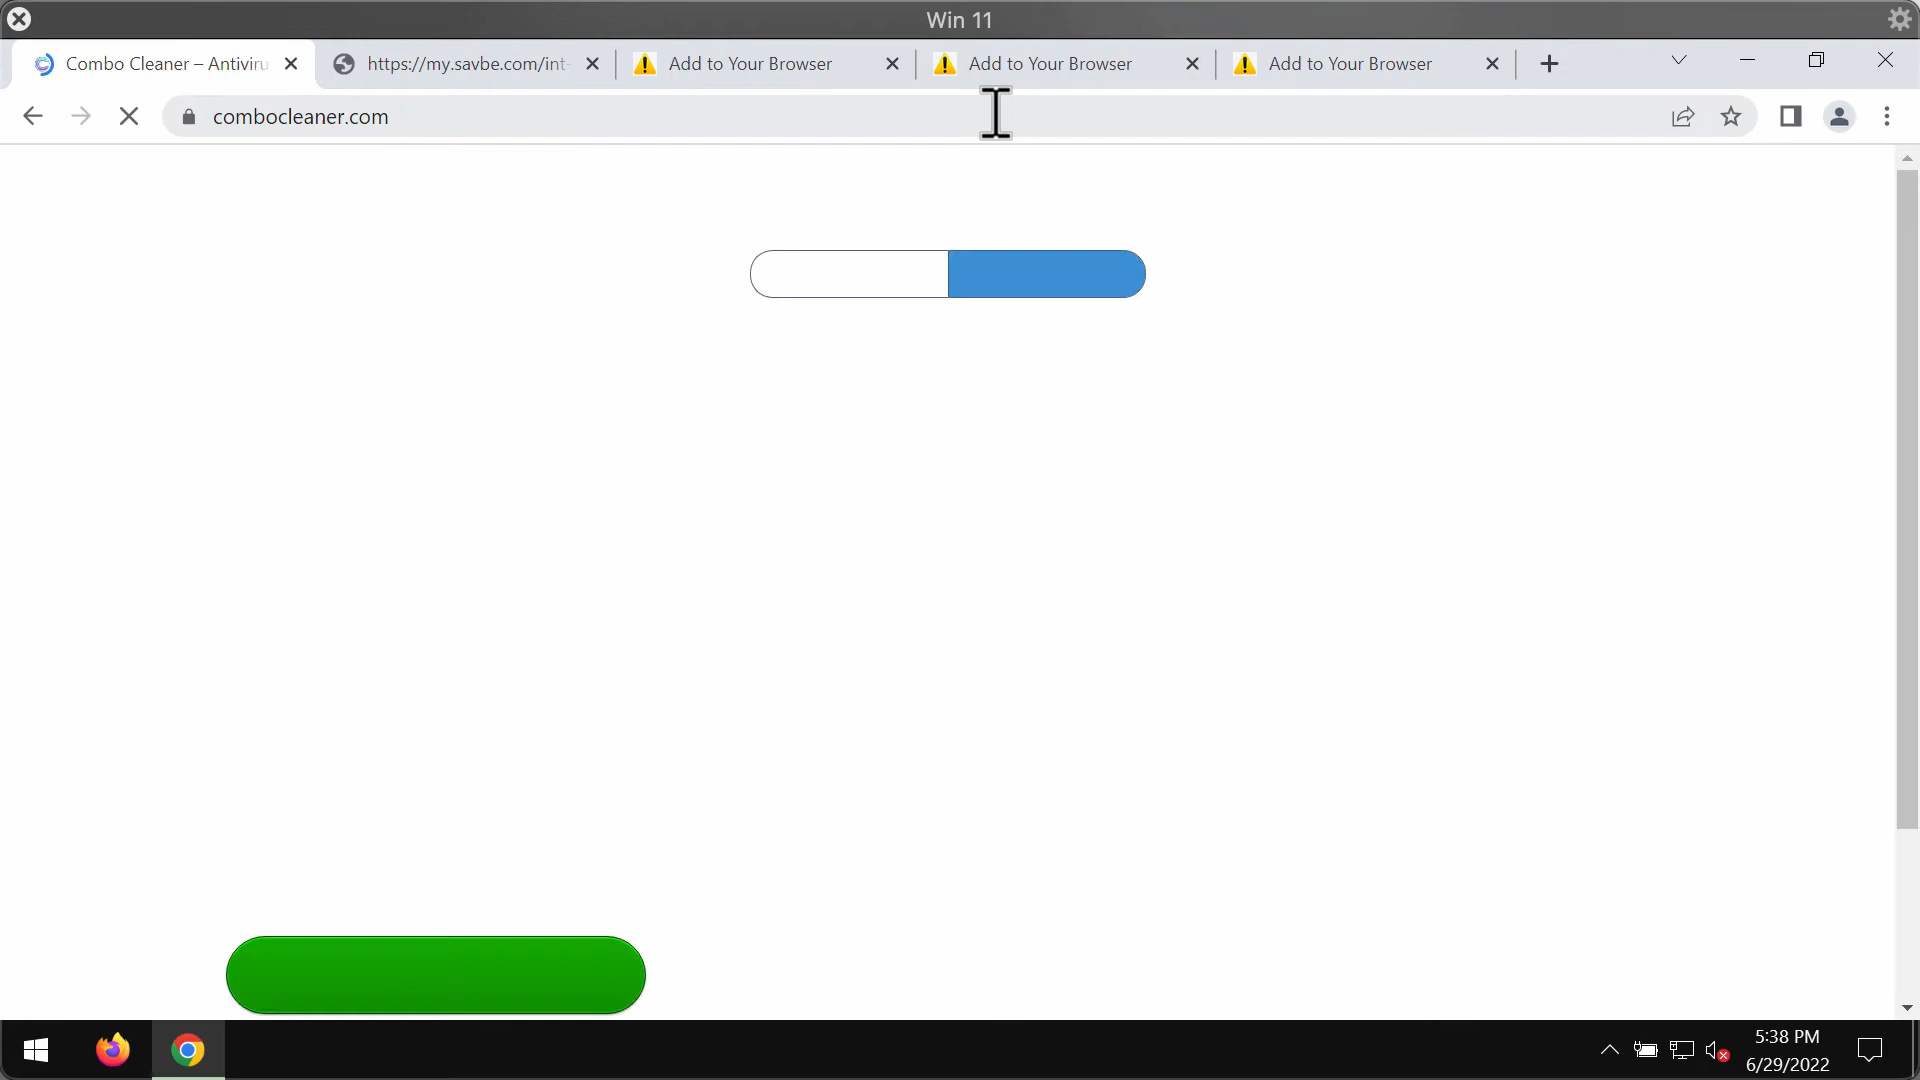 Win 11
Combo Cleaner – Antiviru
https://my.savbe.com/int-
Add to Your Browser
Add to Your Browser
Add to Your Browser
combocleaner.com
5:38 PM
6/29/2022